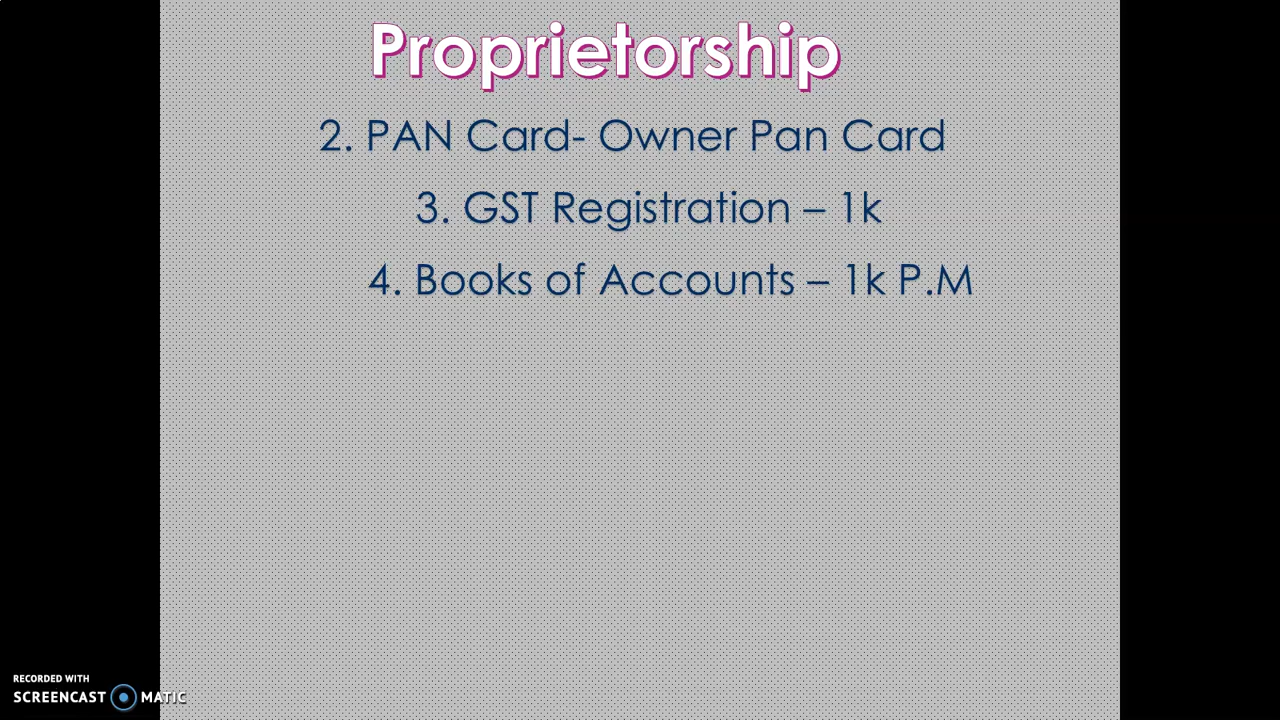 Proprietorship
2. PAN Card- Owner Pan Card
3. GST Registration – 1k
4. Books of Accounts – 1k P.M
RECORDED WITH
SCREENCAST MATIC